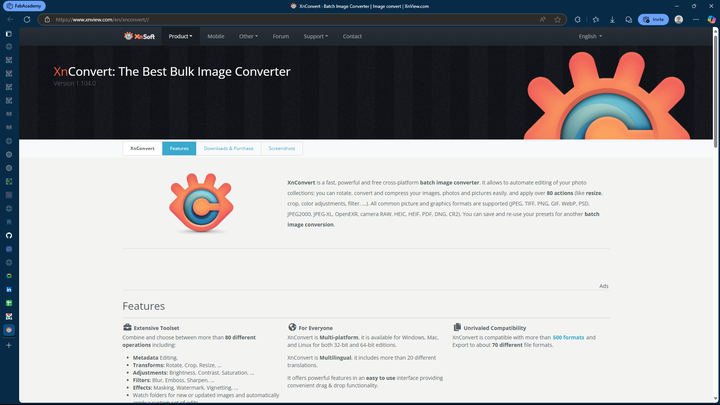 FabAcademy
XnConvert · Batch Image Converter | Image convert | XnView.com
https://www.xnview.com/en/xnconvert//
Invite
XnSoft
Product
Mobile
Other
Forum
Support
Contact
English
XnConvert: The Best Bulk Image Converter
Version 1.104.0
XnConvert
Features
Downloads & Purchase
Screenshots
XnConvert is a fast, powerful and free cross-platform batch image converter. It allows to automate editing of your photo
collections: you can rotate, convert and compress your images, photos and pictures easily, and apply over 80 actions (like resize,
crop, color adjustments, filter, ...). All common picture and graphics formats are supported (JPEG, TIFF, PNG, GIF, WebP, PSD,
JPEG2000, JPEG-XL, OpenEXR, camera RAW, HEIC, HEIF, PDF, DNG, CR2). You can save and re-use your presets for another batch
image conversion.
Ads
Features
Extensive Toolset
Combine and choose between more than 80 different
operations including:
• Metadata Editing.
• Transforms: Rotate, Crop, Resize, ...
• Adjustments: Brightness, Contrast, Saturation, ...
• Filters: Blur, Emboss, Sharpen, ...
• Effects: Masking, Watermark, Vignetting, ...
• Watch folders for new or updated images and automatically
For Everyone
XnConvert is Multi-platform, it is available for Windows, Mac,
and Linux for both 32-bit and 64-bit editions.
XnConvert is Multilingual, it includes more than 20 different
translations.
It offers powerful features in an easy to use interface providing
convenient drag & drop functionality.
Unrivaled Compatibility
XnConvert is compatible with more than 500 formats and
Export to about 70 different file formats.